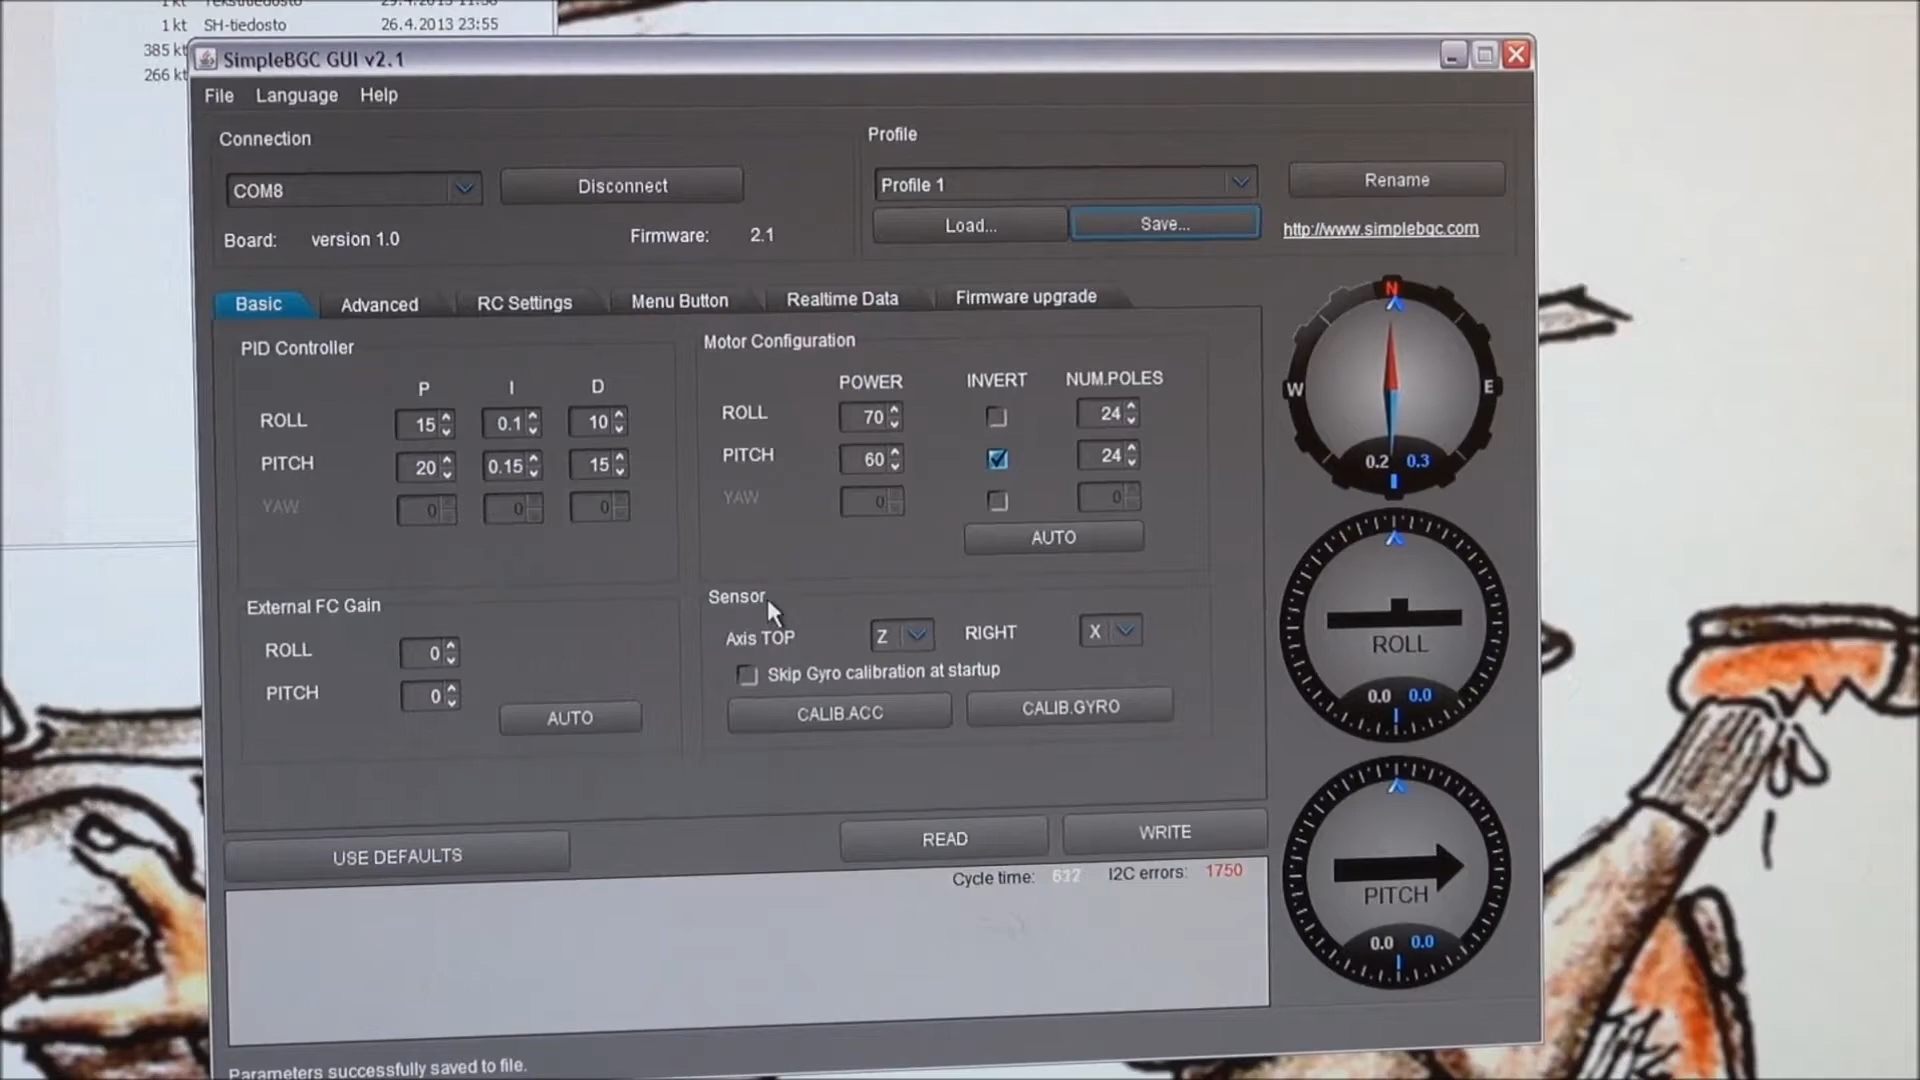 1 kt Tekstitiedosto
1 kt SH-tiedosto 26.4.2013 23:55
385 kt
266 kt
SimpleBGC GUI v2.1
File Language Help
Connection
COM8 Disconnect
Board: version 1.0 Firmware: 2.1
Profile
Profile 1 Rename
Load... Save... http://www.simplebgc.com
Basic Advanced RC Settings Menu Button Realtime Data Firmware upgrade
PID Controller
P I D
ROLL 15 0.1 10
PITCH 20 0.15 15
YAW 0 0 0
Motor Configuration
POWER INVERT NUM.POLES
ROLL 70 24
PITCH 60 24
YAW 0 0
AUTO
External FC Gain
ROLL 0
PITCH 0
AUTO
Sensor
Axis TOP Z RIGHT X
Skip Gyro calibration at startup
CALIB.ACC CALIB.GYRO
N
W E
0.2 0.3
ROLL
0.0 0.0
PITCH
0.0 0.0
USE DEFAULTS READ WRITE
Cycle time: 632 I2C errors: 1750
Parameters successfully saved to file.